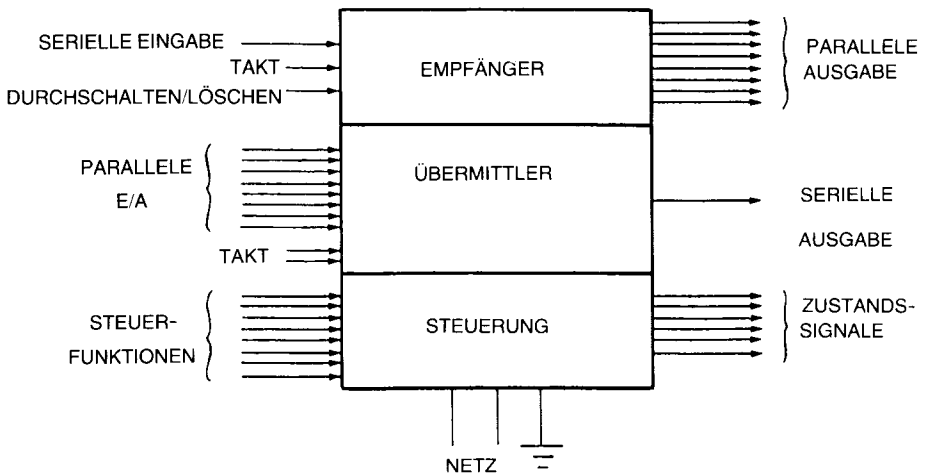 SERIELLE EINGABE
TAKT
DURCHSCHALTEN/LÖSCHEN
EMPFÄNGER
PARALLELE
AUSGABE
PARALLELE
E/A
TAKT
ÜBERMITTLER
SERIELLE
AUSGABE
STEUER-
FUNKTIONEN
STEUERUNG
ZUSTANDS-
SIGNALE
NETZ